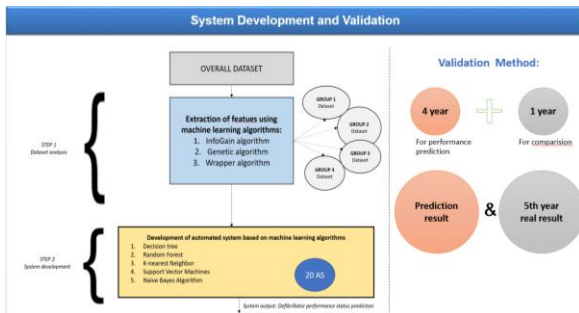 System Development and Validation
OVERALL DATASET
STEP 1
Dataset analysis
Extraction of featues using
machine learning algorithms:
1. InfoGain algorithm
2. Genetic algorithm
3. Wrapper algorithm
GROUP 1
Dataset
GROUP 2
Dataset
GROUP 3
Dataset
GROUP 4
Dataset
STEP 2
System development
Development of automated system based on machine learning algorithms
1. Decision tree
2. Random Forest
3. K-nearest Neighbor
4. Support Vector Machines
5. Naive Bayes Algorithm
20 AS
System output: Defibrillator performance status prediction
Validation Method:
4 year
For performance
prediction
1 year
For comparision
Prediction
result
&
5th year
real result